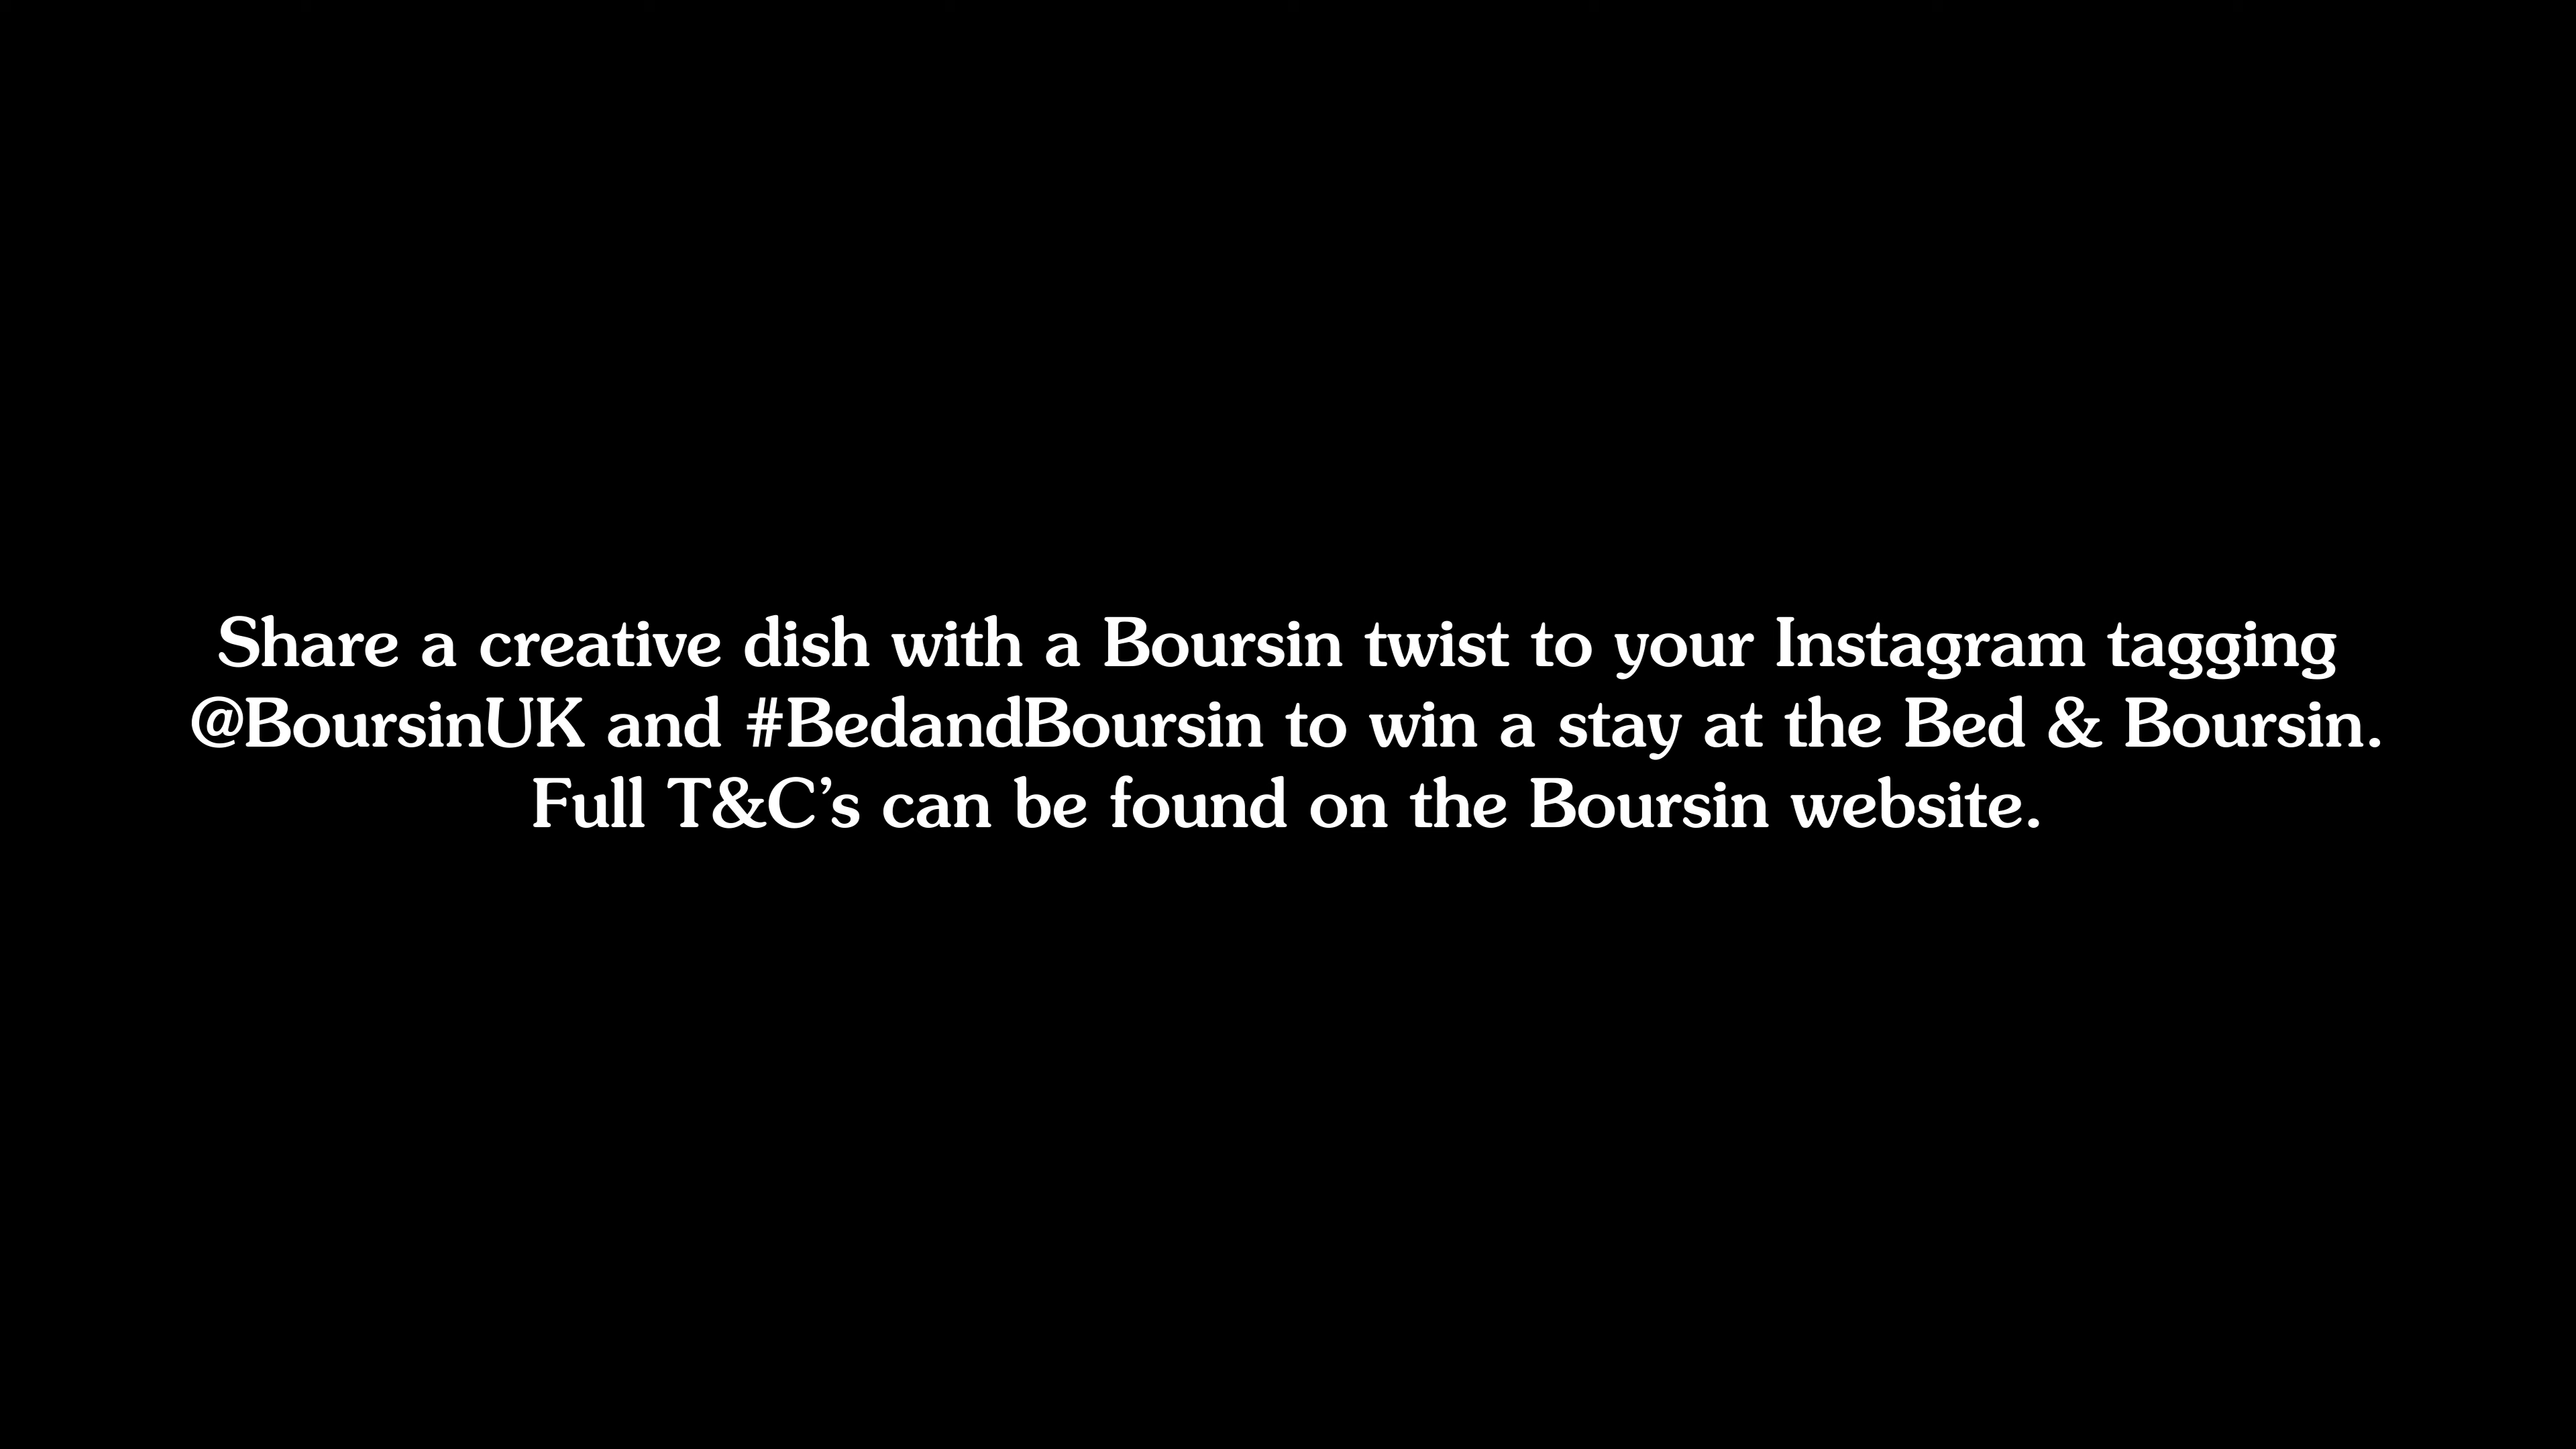 Share a creative dish with a Boursin twist to your Instagram tagging
@BoursinUK and #BedandBoursin to win a stay at the Bed & Boursin.
Full T&C’s can be found on the Boursin website.